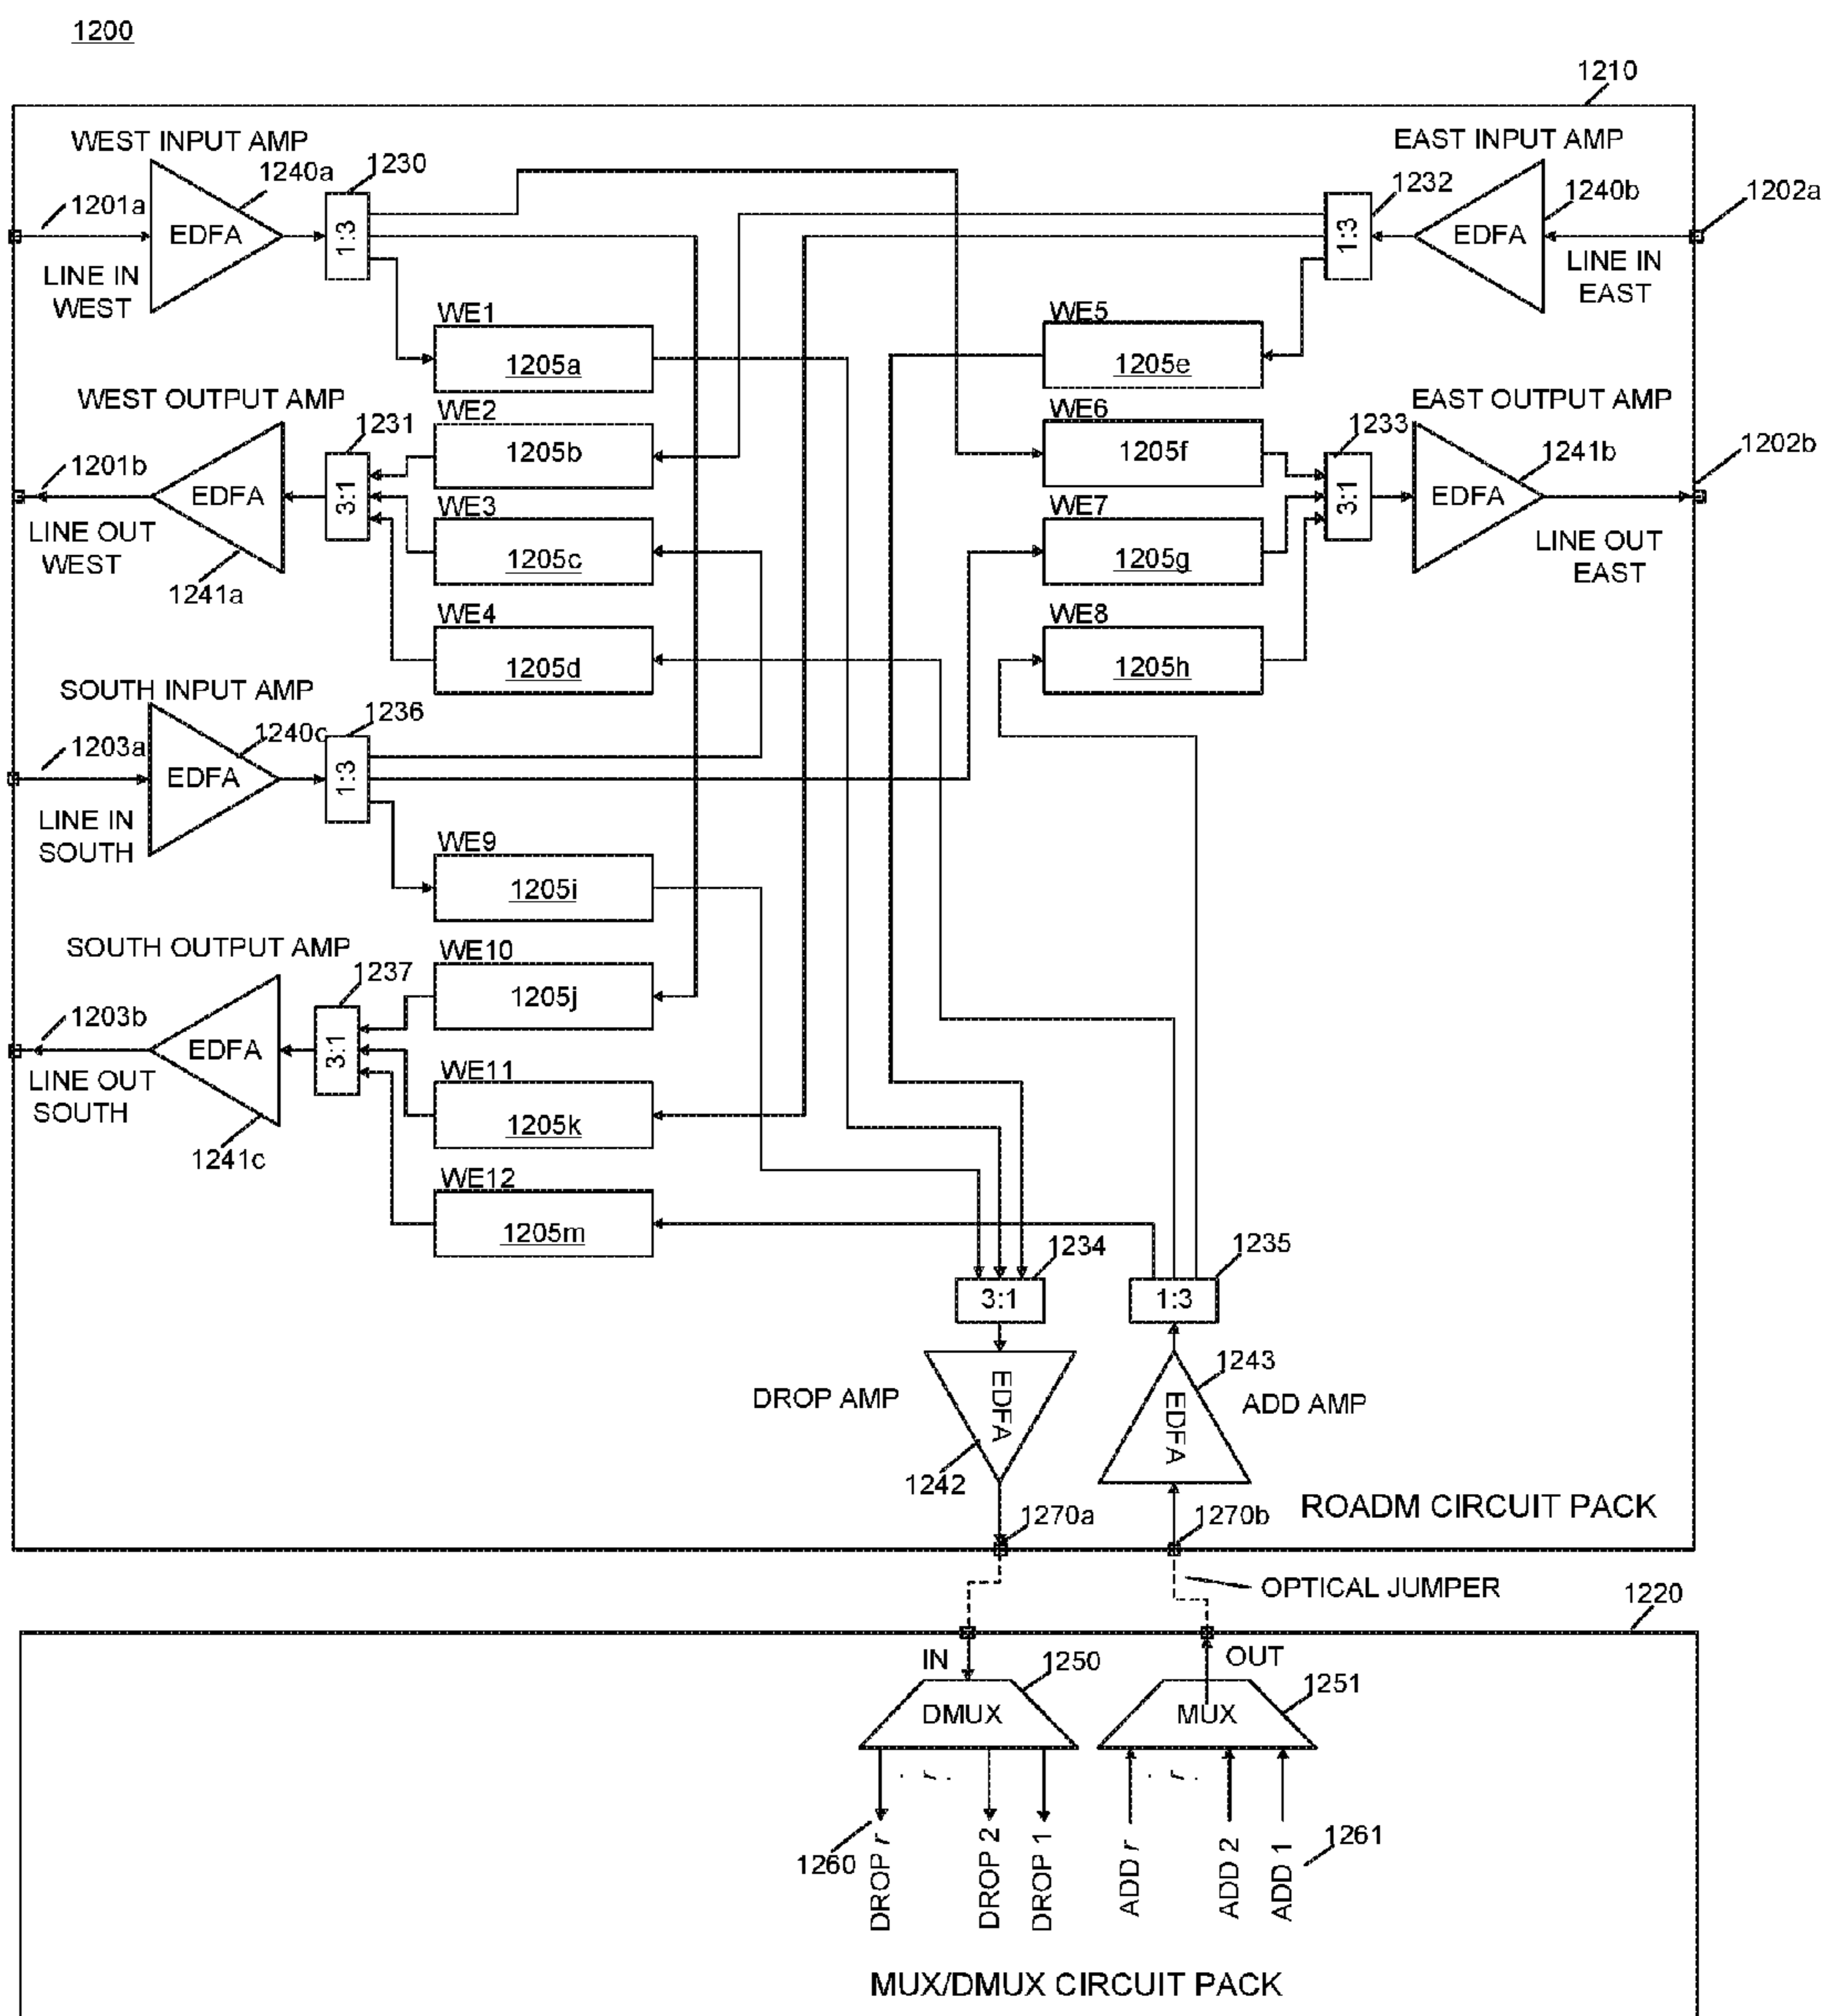 1200
1210
WEST INPUT AMP
1240a
1230
1201a
EDFA
1:3
LINE IN
WEST
EAST INPUT AMP
1232
1240b
1202a
1:3
EDFA
LINE IN
EAST
WE1
1205a
WE5
1205e
WEST OUTPUT AMP
1231
1201b
EDFA
3:1
LINE OUT
WEST
1241a
WE2
1205b
WE3
1205c
WE4
1205d
WE6
1205f
WE7
1205g
WE8
1205h
EAST OUTPUT AMP
1233
1241b
1202b
3:1
EDFA
LINE OUT
EAST
SOUTH INPUT AMP
1240c
1236
1203a
EDFA
1:3
LINE IN
SOUTH
WE9
1205i
SOUTH OUTPUT AMP
1237
1203b
EDFA
3:1
LINE OUT
SOUTH
1241c
WE10
1205j
WE11
1205k
WE12
1205m
1234
3:1
1235
1:3
DROP AMP
EDFA
1242
1243
EDFA
ADD AMP
ROADM CIRCUIT PACK
1270a
1270b
OPTICAL JUMPER
1220
IN
1250
OUT
1251
DMUX
MUX
r
r
1260
DROP r
DROP 2
DROP 1
ADD r
ADD 2
ADD 1
1261
MUX/DMUX CIRCUIT PACK